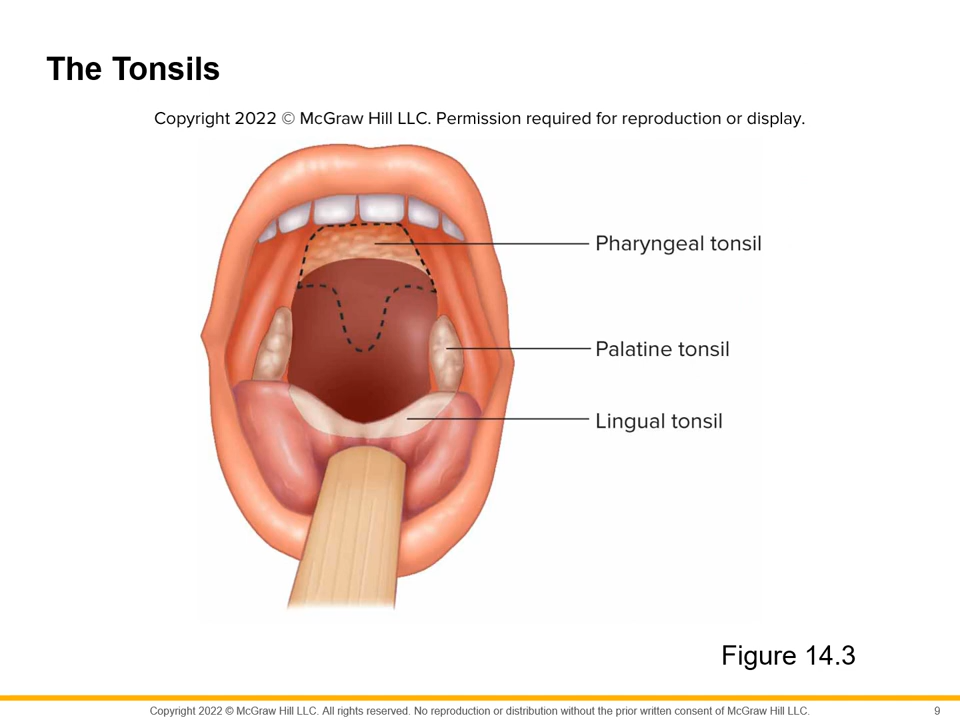 The Tonsils
Copyright 2022 © McGraw Hill LLC. Permission required for reproduction or display.
Pharyngeal tonsil
Palatine tonsil
Lingual tonsil
Figure 14.3
Copyright 2022 © McGraw Hill LLC. All rights reserved. No reproduction or distribution without the prior written consent of McGraw Hill LLC.
9